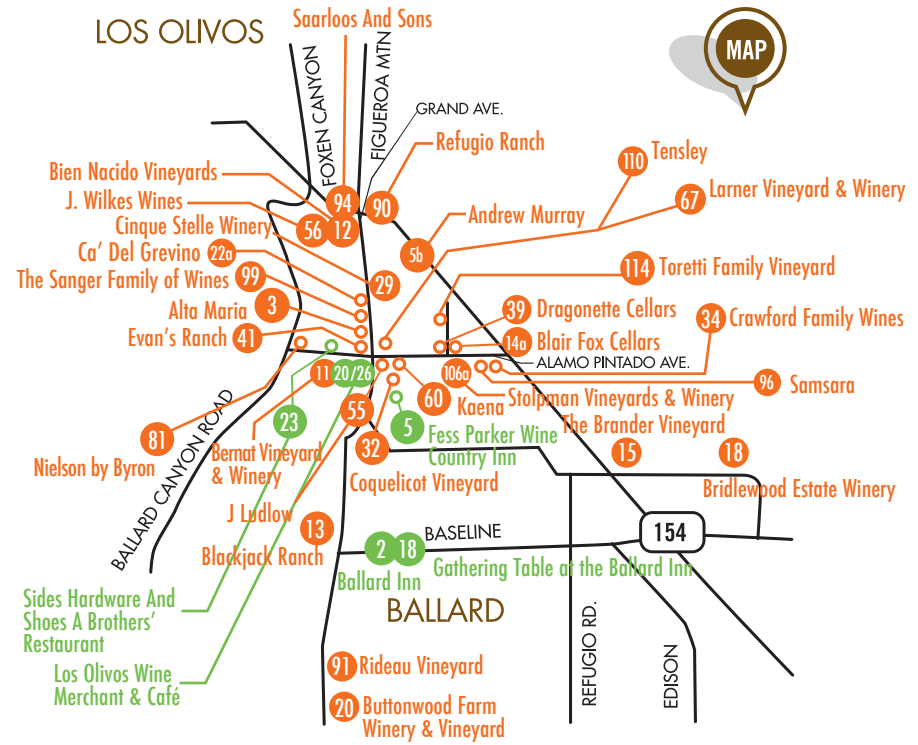 Saarloos And Sons
LOS OLIVOS
MAP
FOXEN CANYON
FIGUEROA MTN
GRAND AVE.
Refugio Ranch
Tensley
110
Bien Nacido Vineyards
Larner Vineyard & Winery
67
J. Wilkes Wines
94
90
Andrew Murray
Cinque Stelle Winery
56
12
5b
Ca' Del Grevino
22a
The Sanger Family of Wines
99
29
114
Toretti Family Vineyard
Alta Maria
3
39
Dragonette Cellars
34
Crawford Family Wines
Evan's Ranch
41
14a
Blair Fox Cellars
ALAMO PINTADO AVE.
11
20/26
106a
96
Samsara
60
Kaena
Stolpman Vineyards & Winery
55
23
5
The Brander Vineyard
81
Fess Parker Wine
Country Inn
Nielson by Byron
Bernat Vineyard
& Winery
32
15
18
Coquelicot Vineyard
Bridlewood Estate Winery
BALLARD CANYON ROAD
J Ludlow
13
Blackjack Ranch
BASELINE
154
2
18
Ballard Inn
Gathering Table at the Ballard Inn
Sides Hardware And
Shoes A Brothers'
Restaurant
BALLARD
REFUGIO RD.
EDISON
Los Olivos Wine
Merchant & Café
91
Rideau Vineyard
20
Buttonwood Farm
Winery & Vineyard